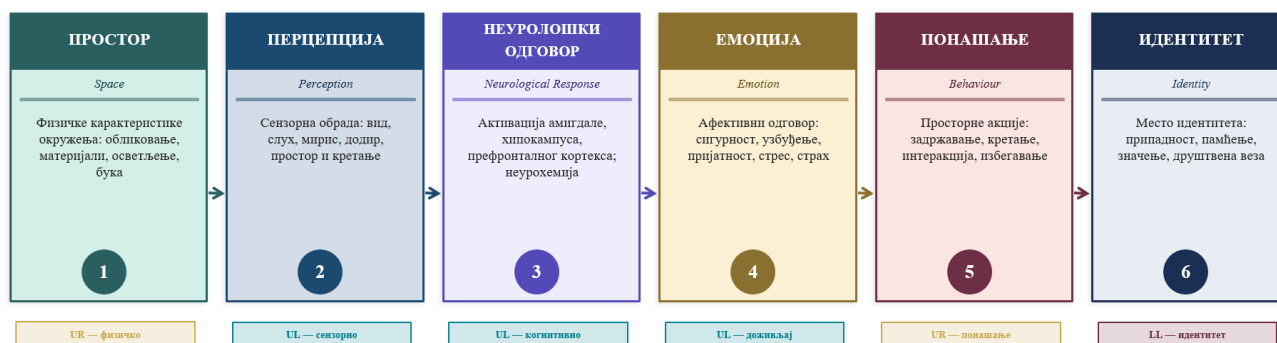 ПРОСТОР
Space
Физичке карактеристике
окружења: обликовање,
материјали, осветљење,
бука
1
UR — физичко
ПЕРЦЕПЦИЈА
Perception
Сензорна обрада: вид,
слух, мирис, додир,
простор и кретање
2
UL — сензорно
НЕУРОЛОШКИ
ОДГОВОР
Neurological Response
Активација амигдале,
хипокампуса,
префронталног кортекса;
неурохемија
3
UL — когнитивно
ЕМОЦИЈА
Emotion
Афективни одговор:
сигурност, узбуђење,
пријатност, стрес, страх
4
UL — доживљај
ПОНАШАЊЕ
Behaviour
Просторне акције:
задржавање, кретање,
интеракција, избегавање
5
UR — понашање
ИДЕНТИТЕТ
Identity
Место идентитета:
припадност, памћење,
значење, друштвена веза
6
LL — идентитет